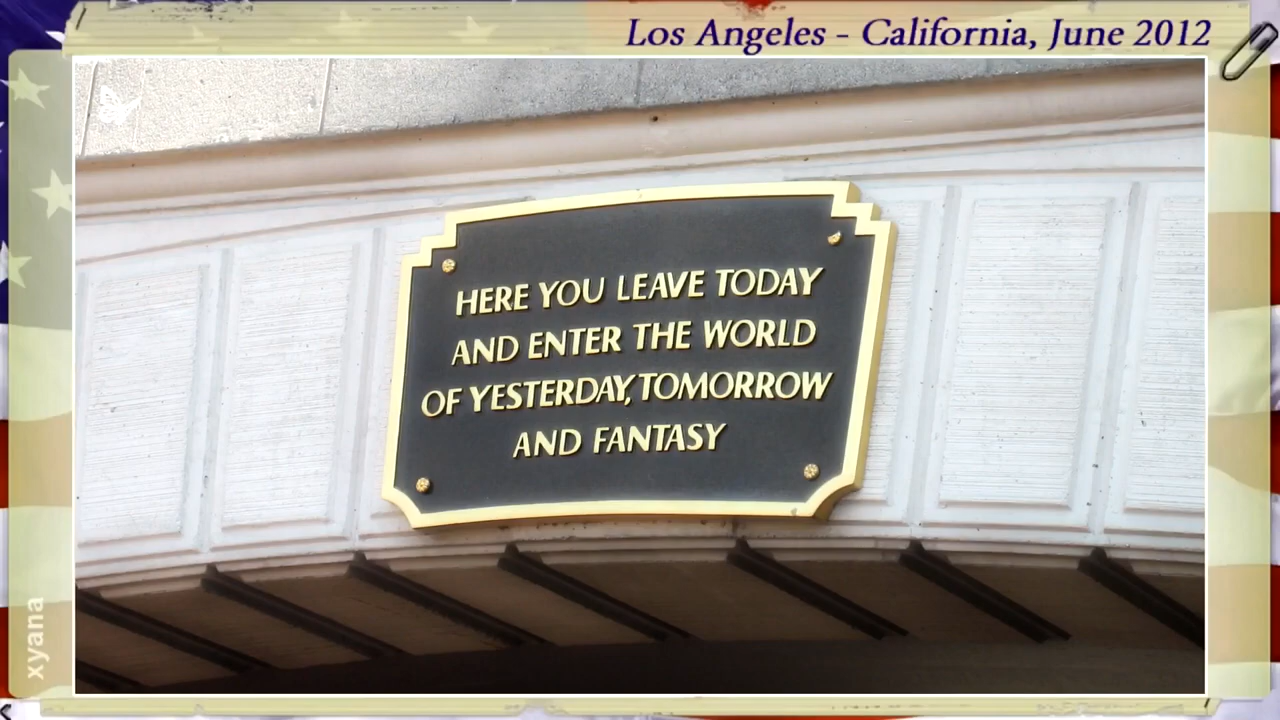 Los Angeles - California, June 2012
HERE YOU LEAVE TODAY
AND ENTER THE WORLD
OF YESTERDAY, TOMORROW
AND FANTASY
xyana